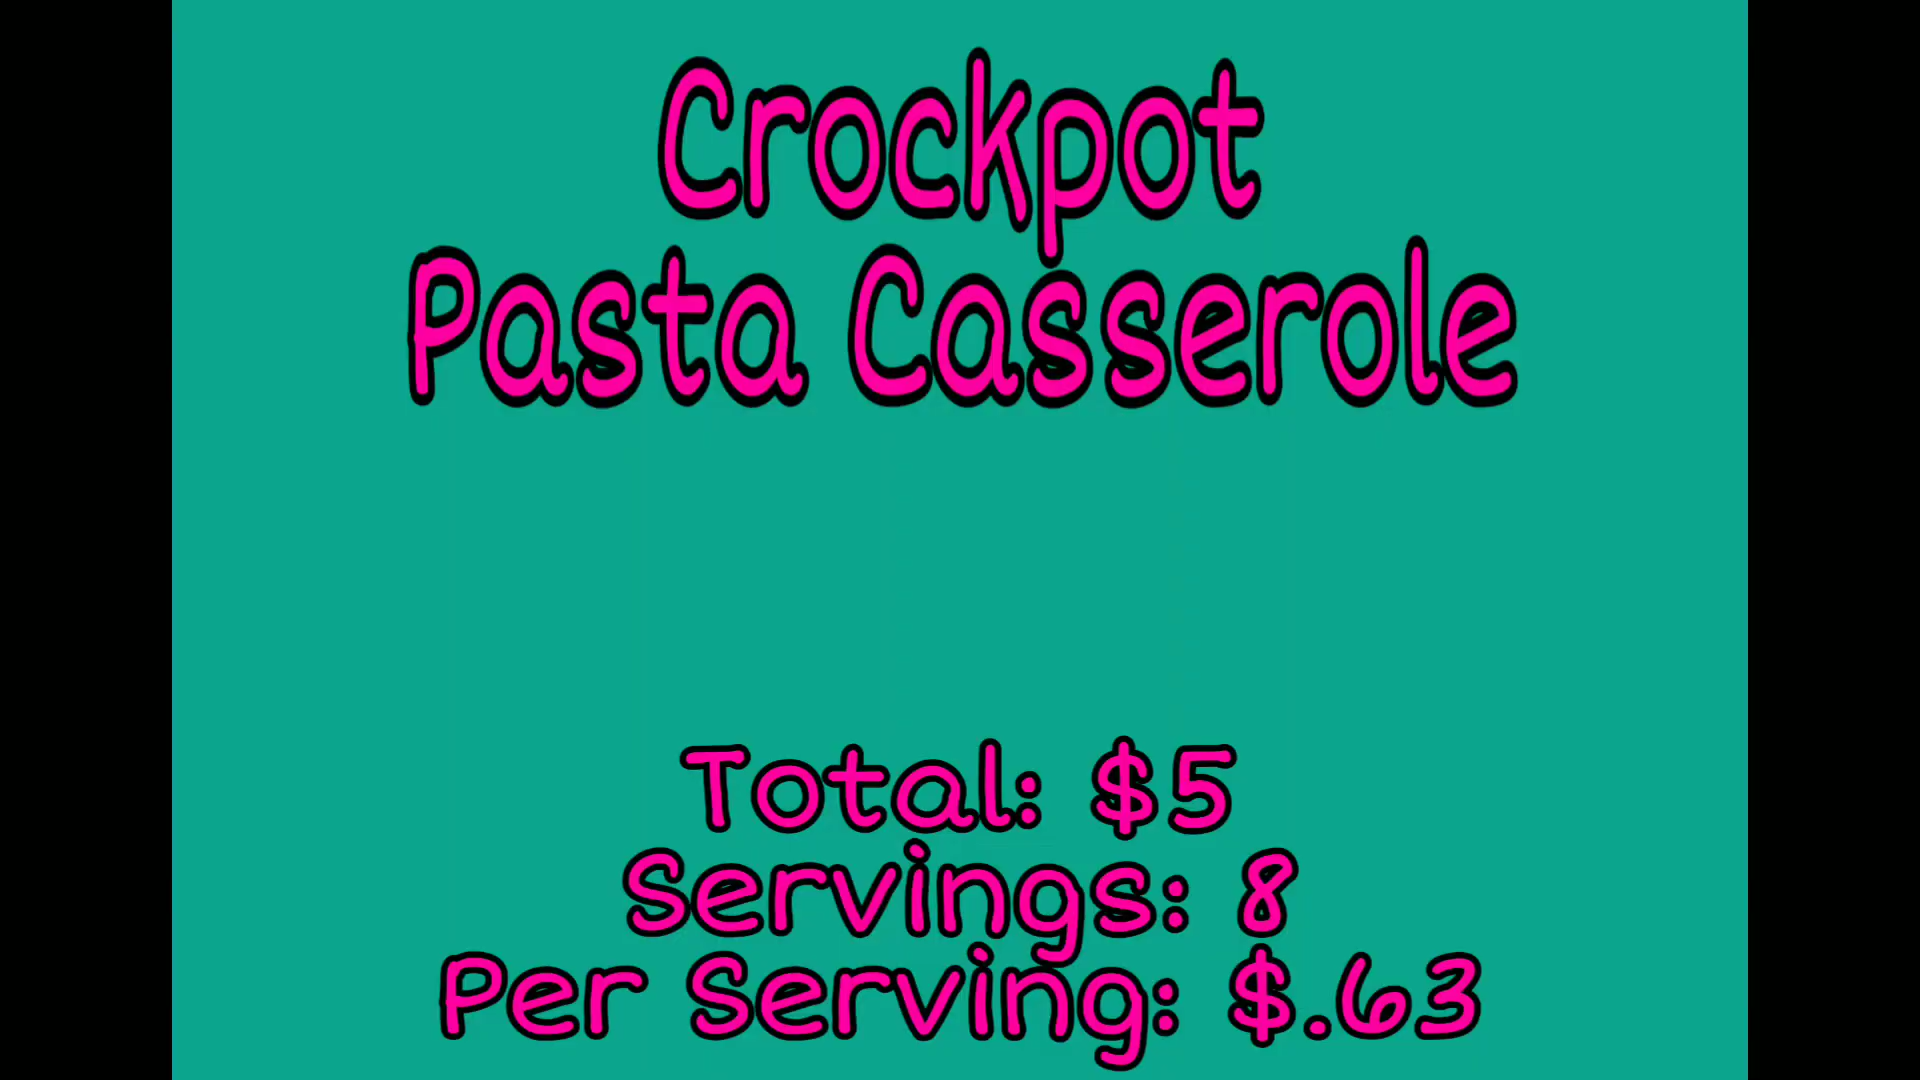 Crockpot
Pasta Casserole
Total: $5
Servings: 8
Per Serving: $.63